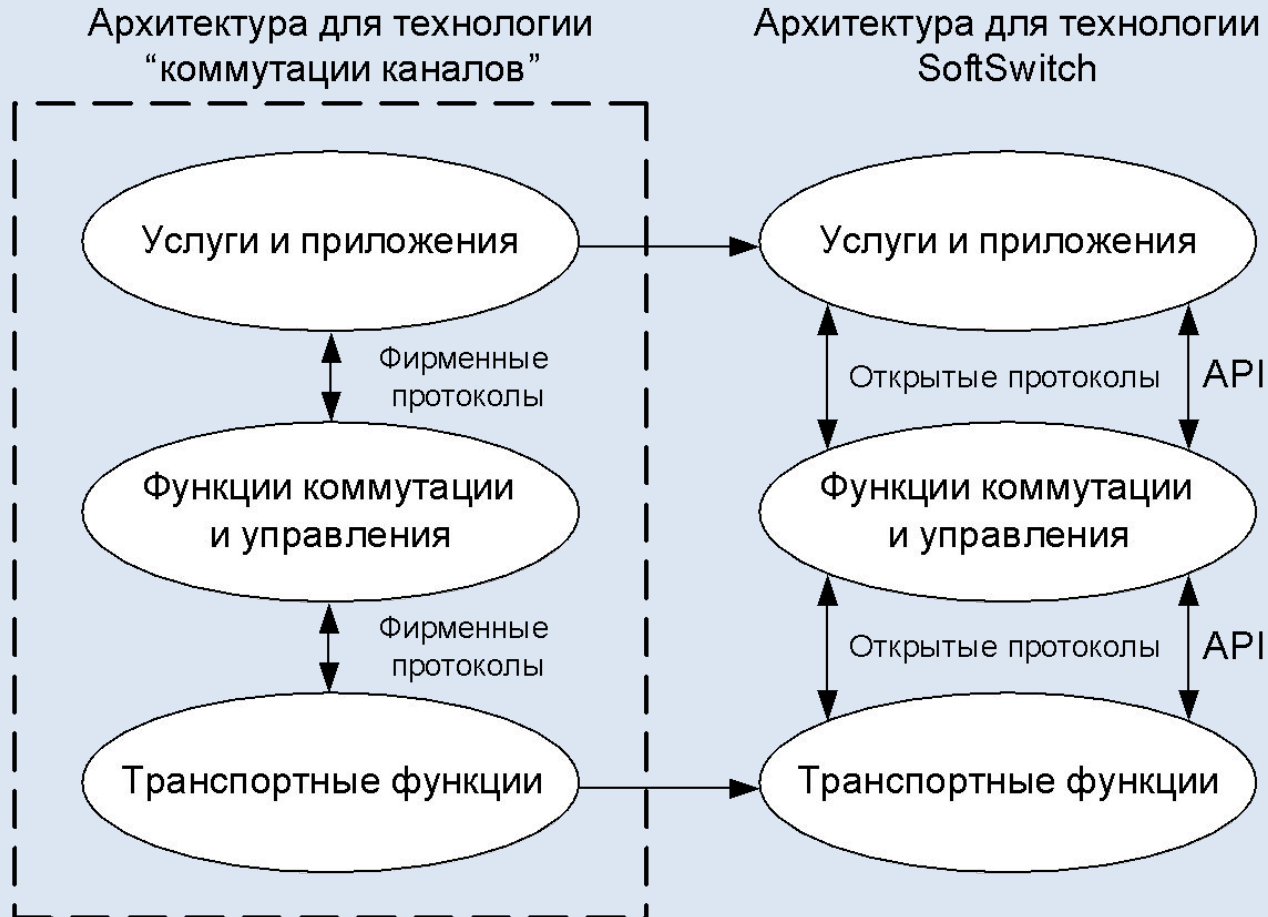 Архитектура для технологии
“коммутации каналов”
Архитектура для технологии
SoftSwitch
Услуги и приложения
Услуги и приложения
Фирменные
протоколы
Открытые протоколы
API
Функции коммутации
и управления
Функции коммутации
и управления
Фирменные
протоколы
Открытые протоколы
API
Транспортные функции
Транспортные функции